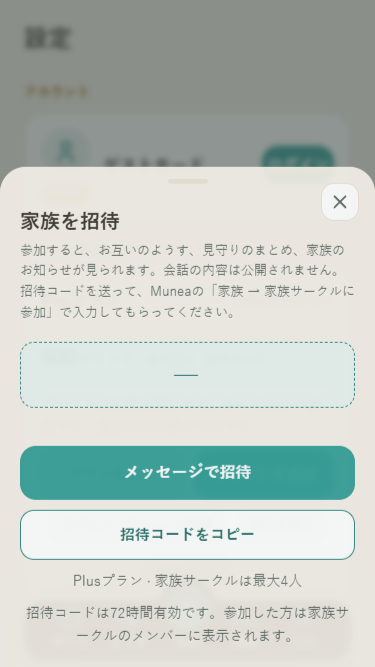 設定
アカウント
家族を招待
参加すると、お互いのようす、見守りのまとめ、家族の
お知らせが見られます。会話の内容は公開されません。
招待コードを送って、Muneaの「家族 → 家族サークルに
参加」で入力してもらってください。
—
メッセージで招待
招待コードをコピー
Plusプラン · 家族サークルは最大4人
招待コードは72時間有効です。参加した方は家族サ
ークルのメンバーに表示されます。